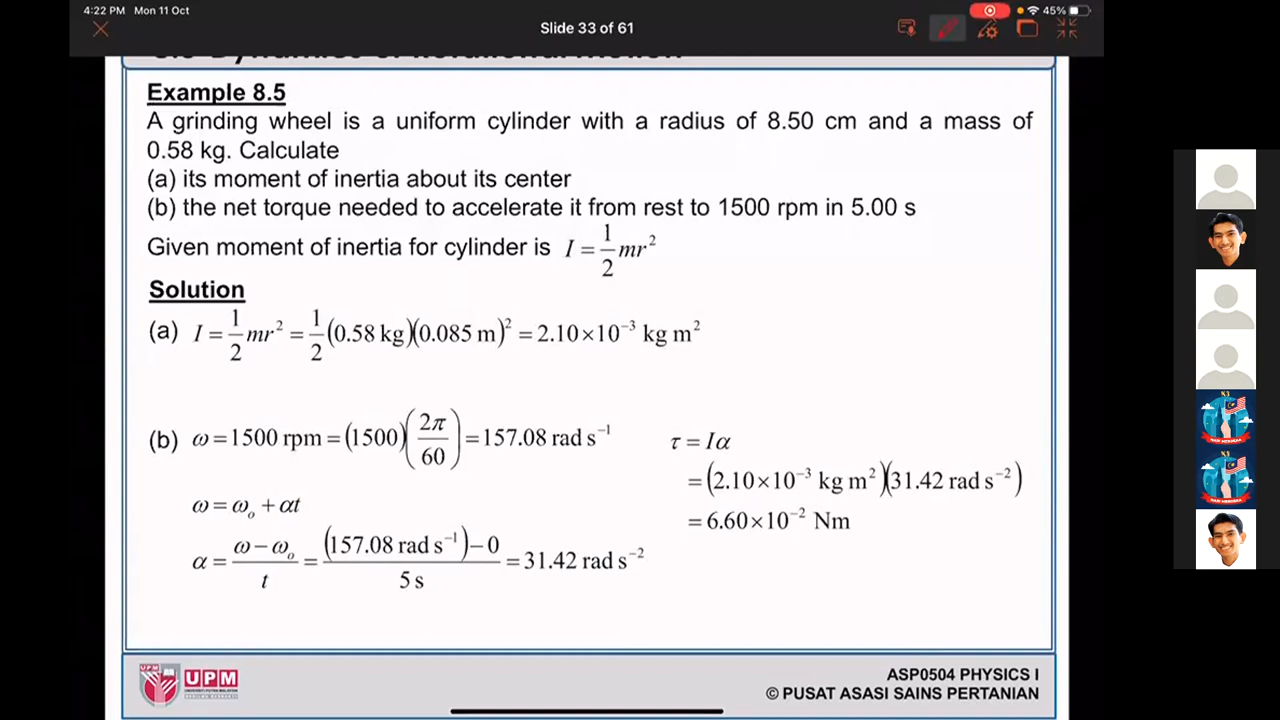 4:22 PM Mon 11 Oct
45%
Slide 33 of 61
Example 8.5
A grinding wheel is a uniform cylinder with a radius of 8.50 cm and a mass of
0.58 kg. Calculate
(a) its moment of inertia about its center
(b) the net torque needed to accelerate it from rest to 1500 rpm in 5.00 s
Given moment of inertia for cylinder is I = 1/2 mr²
Solution
(a) I = 1/2 mr² = 1/2 (0.58 kg)(0.085 m)² = 2.10×10⁻³ kg m²
(b) ω = 1500 rpm = (1500)(2π/60) = 157.08 rad s⁻¹
ω = ωₒ + αt
α = (ω − ωₒ)/t = ((157.08 rad s⁻¹) − 0)/5 s = 31.42 rad s⁻²
τ = Iα
= (2.10×10⁻³ kg m²)(31.42 rad s⁻²)
= 6.60×10⁻² Nm
UPM
UPM
ASP0504 PHYSICS I
© PUSAT ASASI SAINS PERTANIAN